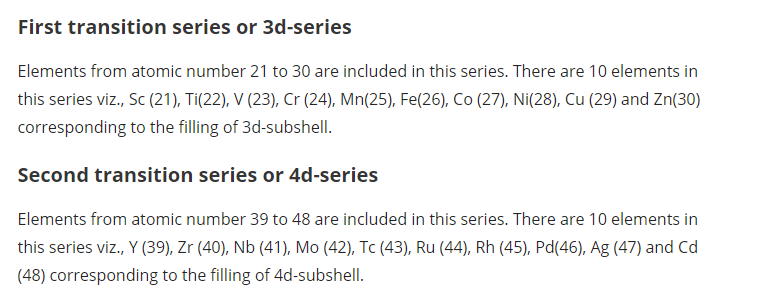 First transition series or 3d-series
Elements from atomic number 21 to 30 are included in this series. There are 10 elements in
this series viz., Sc (21), Ti(22), V (23), Cr (24), Mn(25), Fe(26), Co (27), Ni(28), Cu (29) and Zn(30)
corresponding to the filling of 3d-subshell.
Second transition series or 4d-series
Elements from atomic number 39 to 48 are included in this series. There are 10 elements in
this series viz., Y (39), Zr (40), Nb (41), Mo (42), Tc (43), Ru (44), Rh (45), Pd(46), Ag (47) and Cd
(48) corresponding to the filling of 4d-subshell.